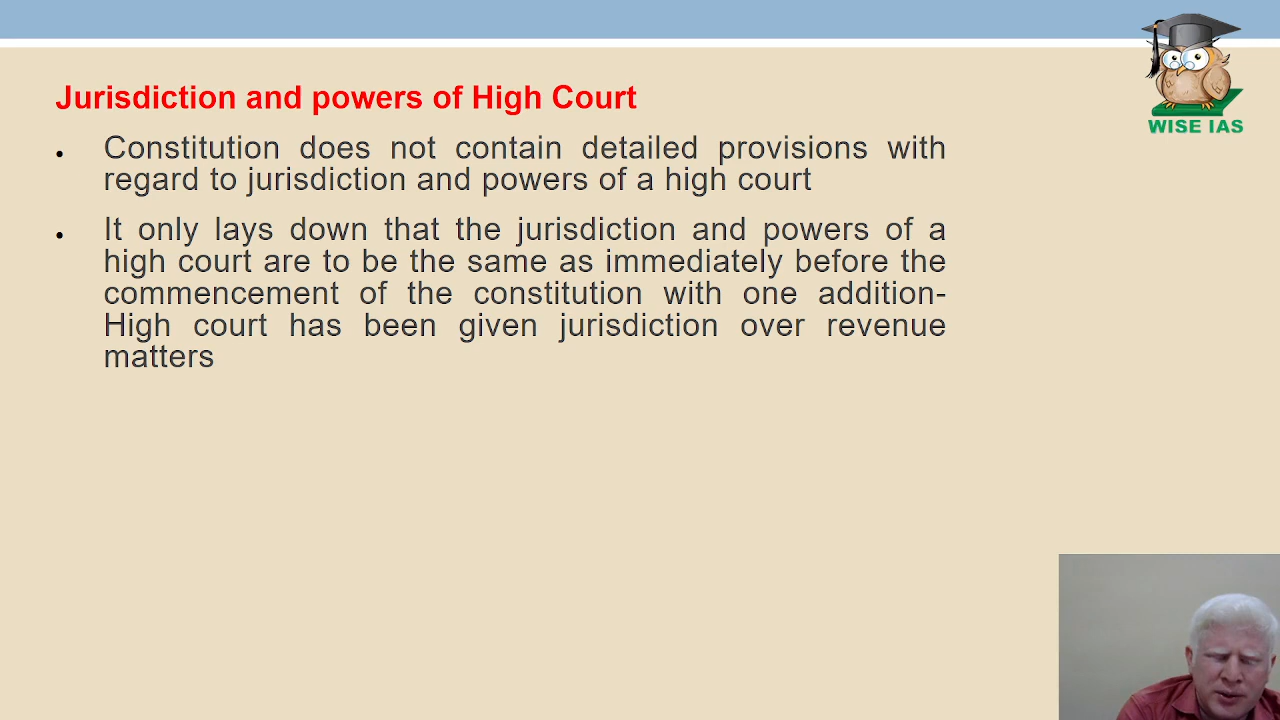 WISE IAS
Jurisdiction and powers of High Court
• Constitution does not contain detailed provisions with
regard to jurisdiction and powers of a high court
• It only lays down that the jurisdiction and powers of a
high court are to be the same as immediately before the
commencement of the constitution with one addition-
High court has been given jurisdiction over revenue
matters